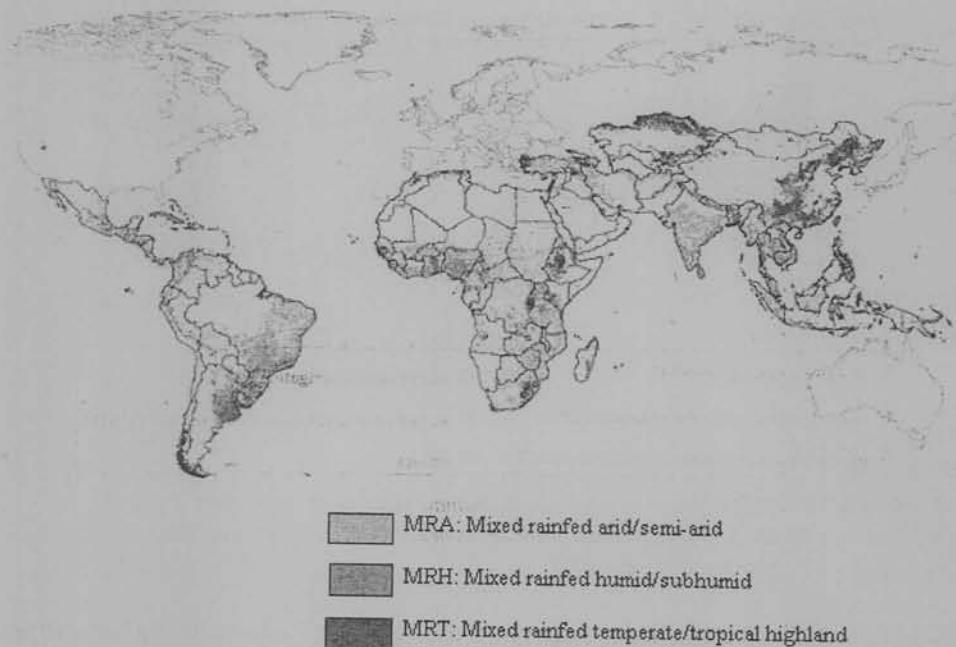 MRA: Mixed rainfed arid/semi-arid
MRH: Mixed rainfed humid/subhumid
MRT: Mixed rainfed temperate/tropical highland